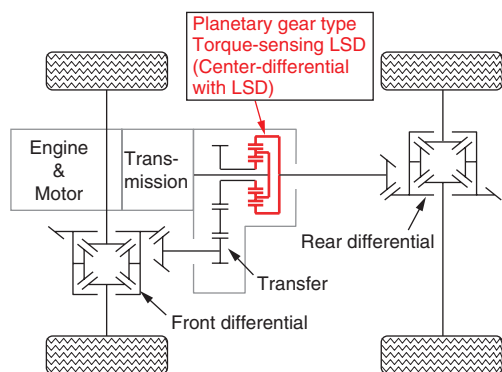 Planetary gear type
Torque-sensing LSD
(Center-differential
with LSD)
Engine
&
Motor
Trans-
mission
Rear differential
Transfer
Front differential